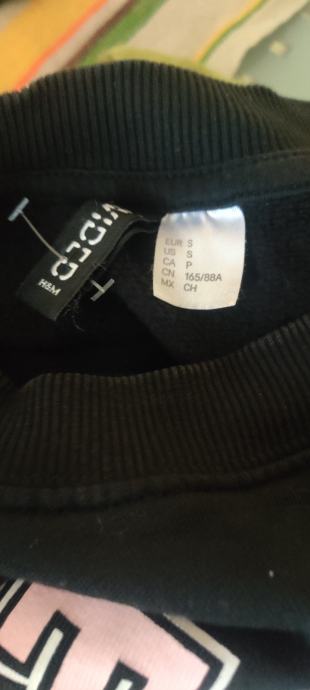 DIVIDED
H&M
EUR S
US S
CA P
CN 165/88A
MX CH